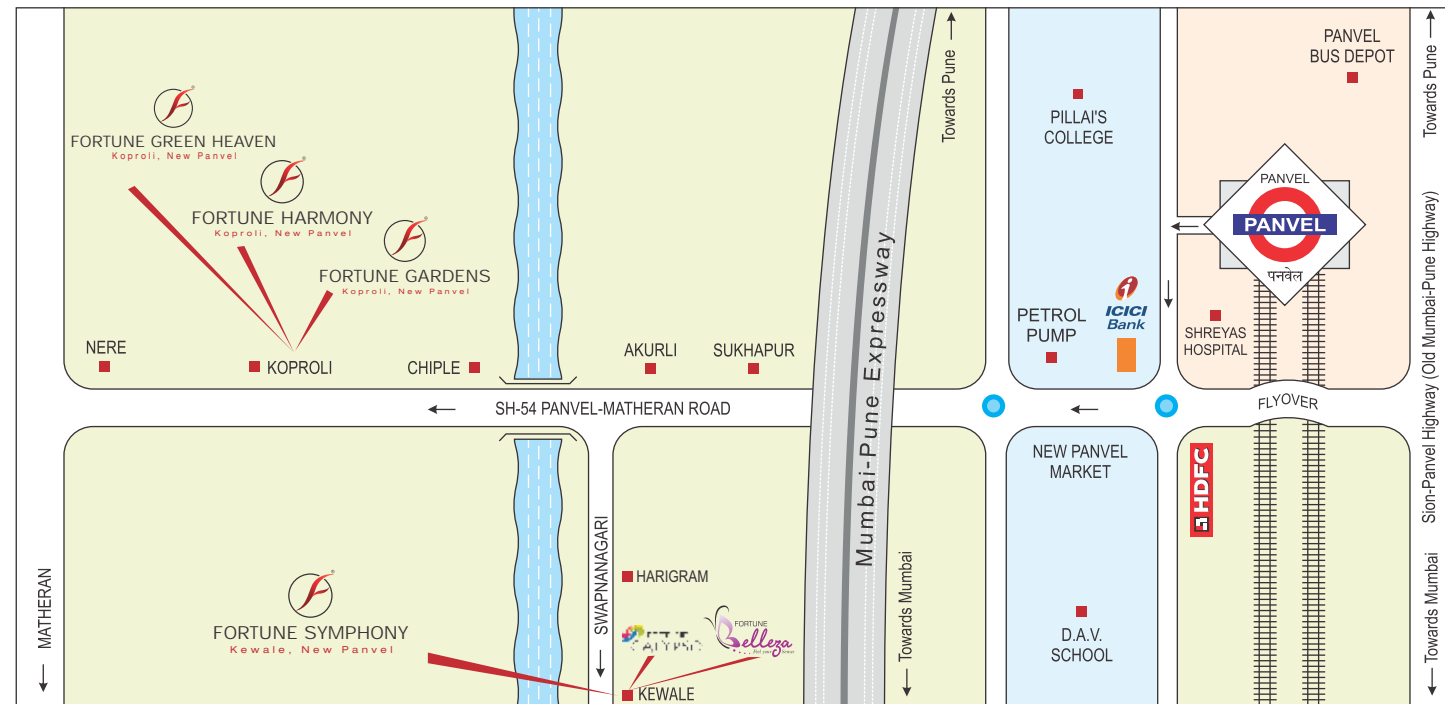 FORTUNE GREEN HEAVEN
Koproli, New Panvel
FORTUNE HARMONY
Koproli, New Panvel
FORTUNE GARDENS
Koproli, New Panvel
NERE
KOPROLI
CHIPLE
AKURLI
SUKHAPUR
Towards Pune
Mumbai-Pune Expressway
Towards Mumbai
PILLAI'S
COLLEGE
PETROL
PUMP
ICICI
Bank
PANVEL
BUS DEPOT
PANVEL
PANVEL
पनवेल
SHREYAS
HOSPITAL
Towards Pune
Sion-Panvel Highway (Old Mumbai-Pune Highway)
Towards Mumbai
SH-54 PANVEL-MATHERAN ROAD
FLYOVER
MATHERAN
FORTUNE SYMPHONY
Kewale, New Panvel
SWAPNANAGARI
HARIGRAM
FORTUNE
Belleza
KEWALE
NEW PANVEL
MARKET
HDFC
D.A.V.
SCHOOL